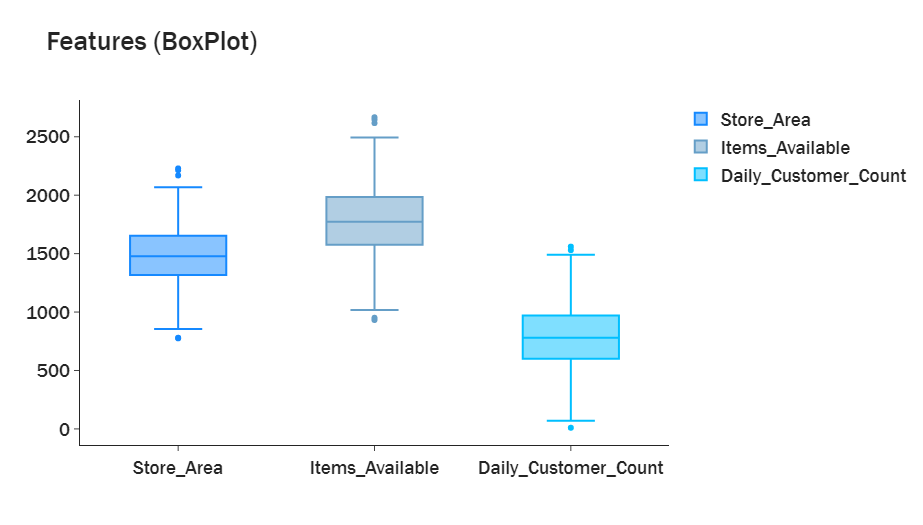 Features (BoxPlot)
2500
2000
1500
1000
500
0
Store_Area
Items_Available
Daily_Customer_Count
Store_Area
Items_Available
Daily_Customer_Count